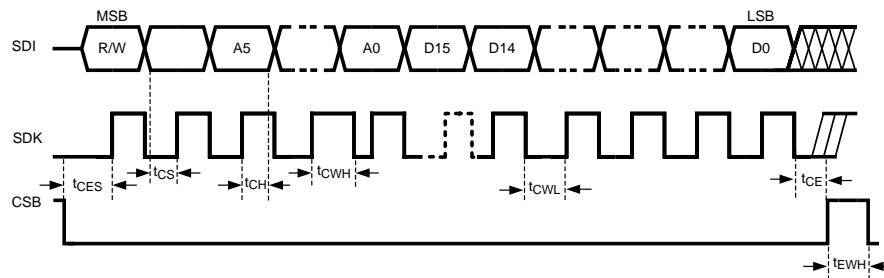 MSB LSB
SDI R/W A5 A0 D15 D14 D0
SDK
tCES tCS tCH tCWH tCWL tCE
CSB
tEWH